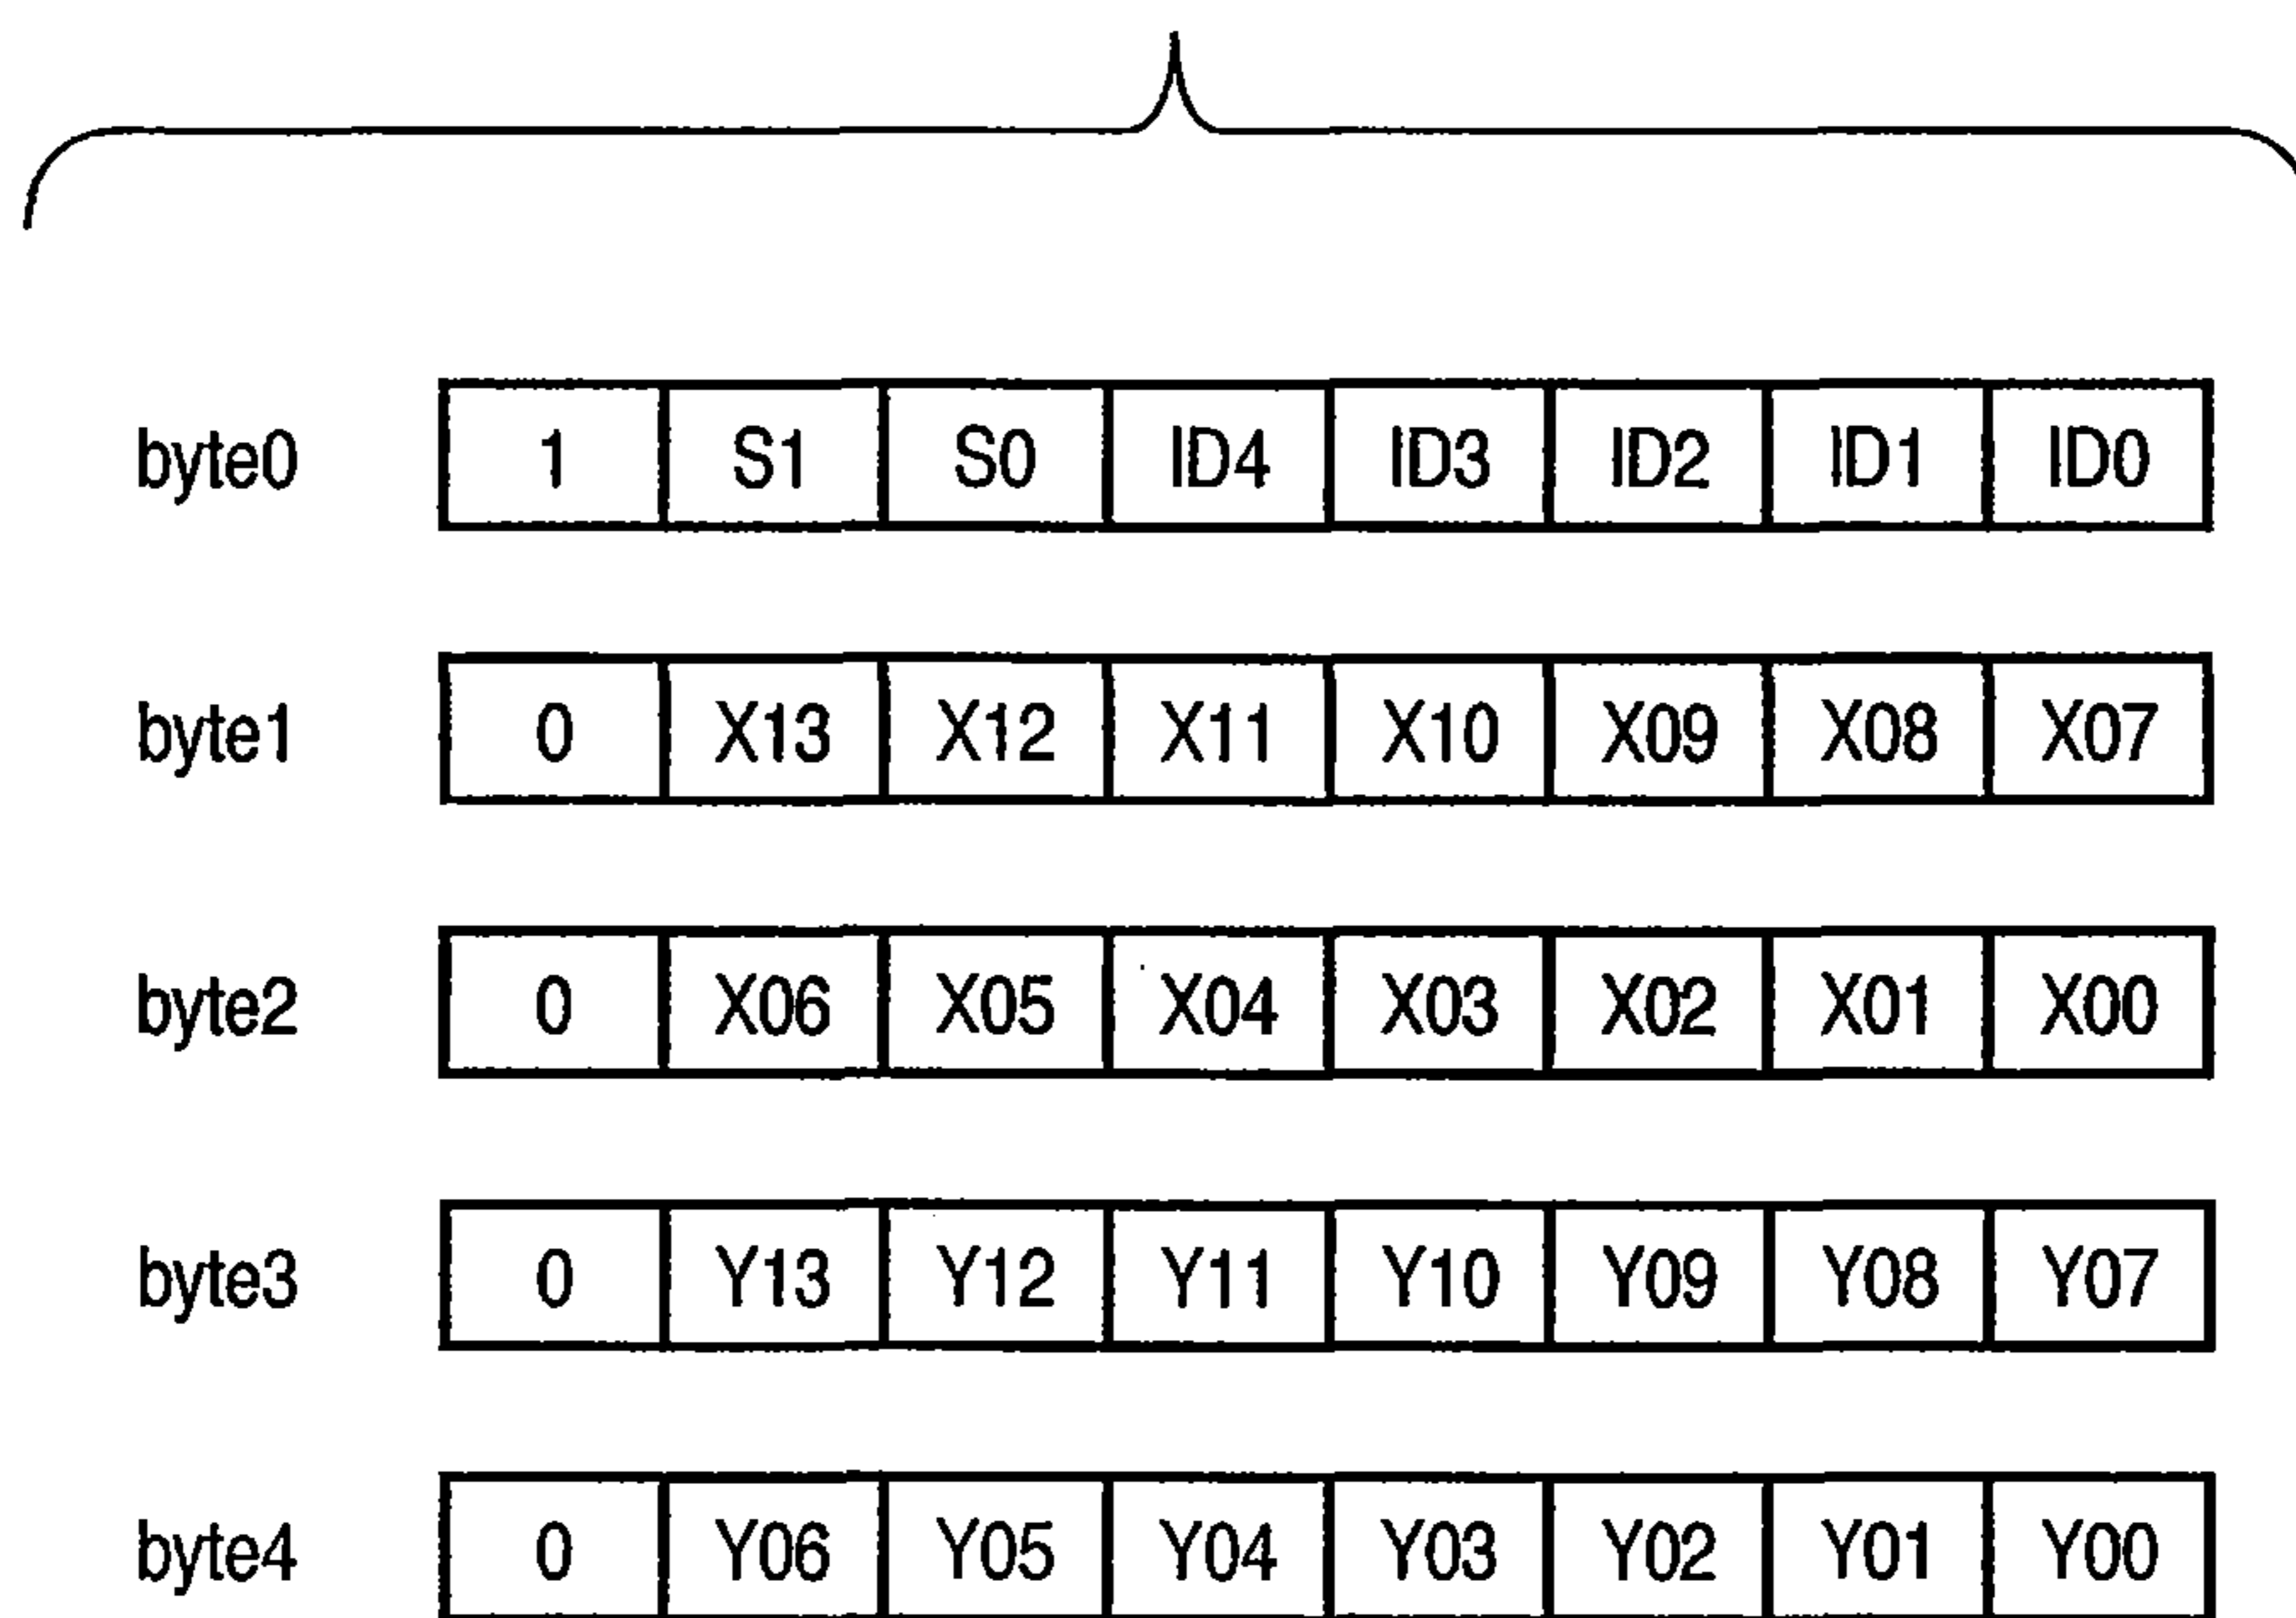 byte0 1 S1 S0 ID4 ID3 ID2 ID1 ID0
byte1 0 X13 X12 X11 X10 X09 X08 X07
byte2 0 X06 X05 X04 X03 X02 X01 X00
byte3 0 Y13 Y12 Y11 Y10 Y09 Y08 Y07
byte4 0 Y06 Y05 Y04 Y03 Y02 Y01 Y00